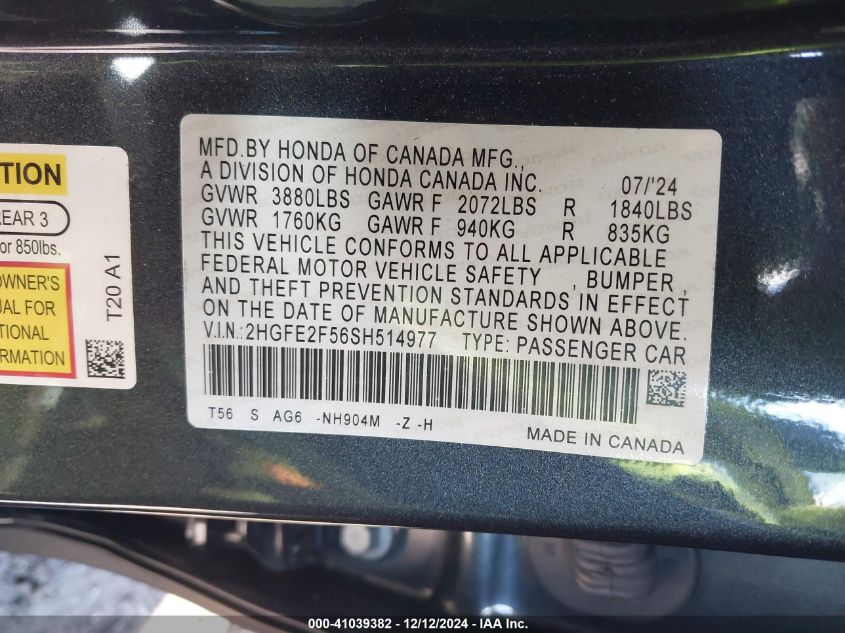 TION
REAR 3
or 850lbs.
OWNER'S
UAL FOR
TIONAL
FORMATION
T20 A1
MFD.BY HONDA OF CANADA MFG.,
A DIVISION OF HONDA CANADA INC. 07/'24
GVWR 3880LBS GAWR F 2072LBS R 1840LBS
GVWR 1760KG GAWR F 940KG R 835KG
THIS VEHICLE CONFORMS TO ALL APPLICABLE
FEDERAL MOTOR VEHICLE SAFETY , BUMPER ,
AND THEFT PREVENTION STANDARDS IN EFFECT
ON THE DATE OF MANUFACTURE SHOWN ABOVE.
V.I.N.:2HGFE2F56SH514977 TYPE: PASSENGER CAR
T56 S AG6 -NH904M -Z -H
MADE IN CANADA
000-41039382 - 12/12/2024 - IAA Inc.